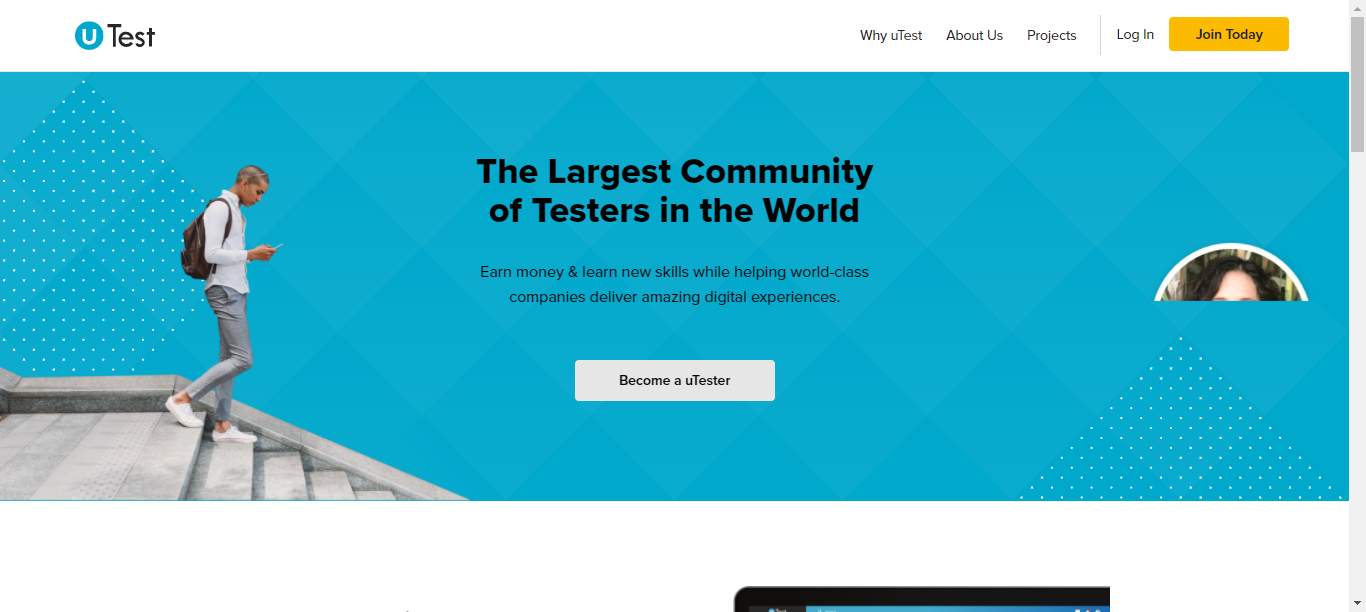 u Test
Why uTest
About Us
Projects
Log In
Join Today
The Largest Community
of Testers in the World
Earn money & learn new skills while helping world-class
companies deliver amazing digital experiences.
Become a uTester